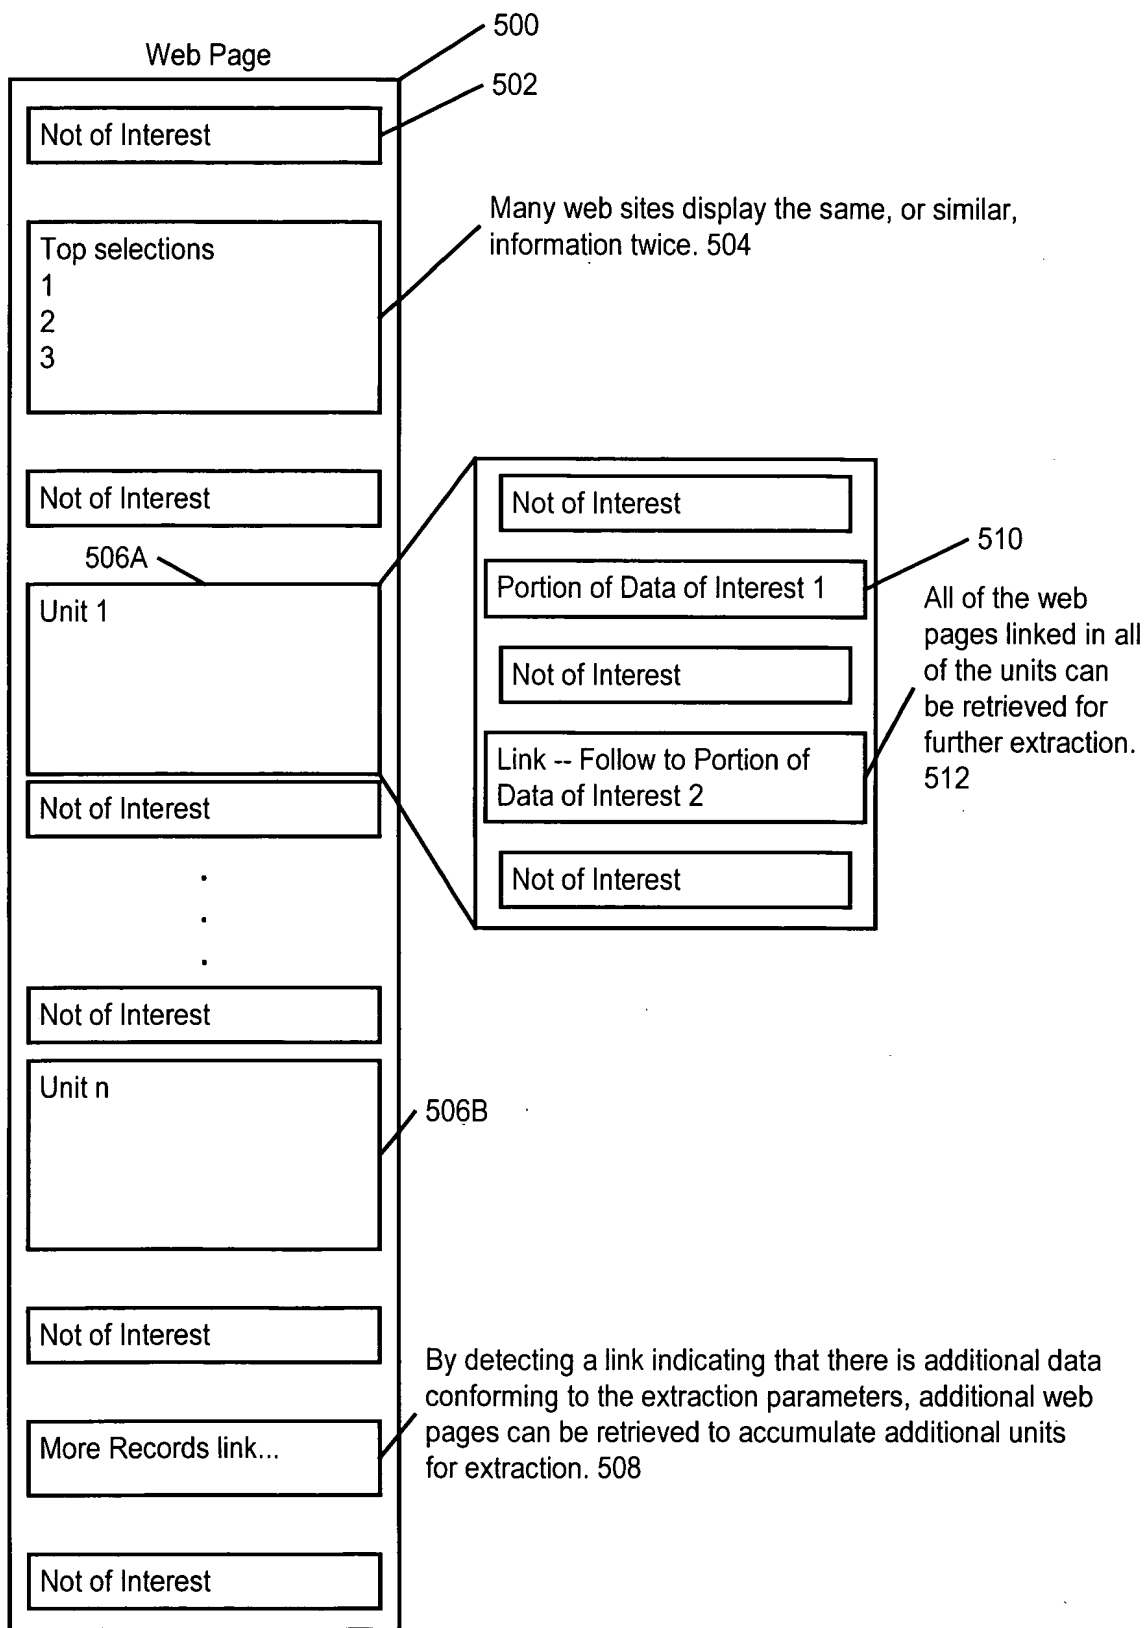 Web Page
500
502
Not of Interest
Many web sites display the same, or similar,
information twice. 504
Top selections
1
2
3
Not of Interest
506A
Unit 1
Not of Interest
Portion of Data of Interest 1
510
Not of Interest
Link -- Follow to Portion of
Data of Interest 2
Not of Interest
All of the web
pages linked in all
of the units can
be retrieved for
further extraction.
512
Not of Interest
.
.
.
Not of Interest
Unit n
506B
Not of Interest
By detecting a link indicating that there is additional data
conforming to the extraction parameters, additional web
pages can be retrieved to accumulate additional units
for extraction. 508
More Records link...
Not of Interest